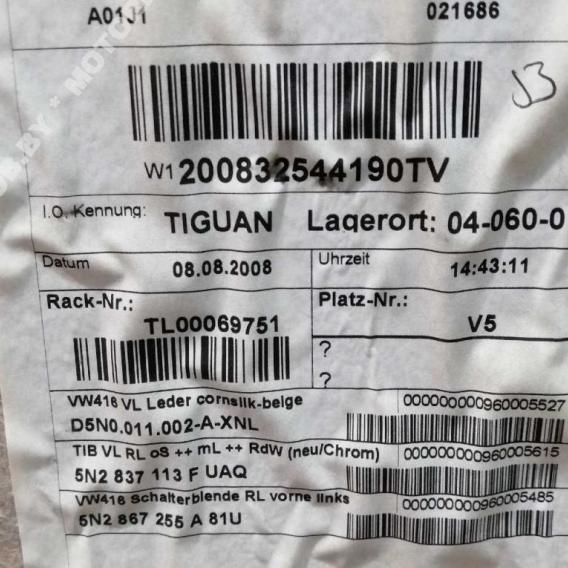 A01J1 021686
J3
W1 200832544190TV
I.O. Kennung: TIGUAN Lagerort: 04-060-0
Datum 08.08.2008 Uhrzeit 14:43:11
Rack-Nr.: Platz-Nr.:
TL00069751 V5
?
?
VW416 VL Leder cornsilk-beige 000000000960005527
D5N0.011.002-A-XNL
TIB VL RL oS ++ mL ++ RdW (neu/Chrom) 000000000960005615
5N2 837 113 F UAQ
VW416 Schalterblende RL vorne links 000000000960005485
5N2 867 255 A 81U